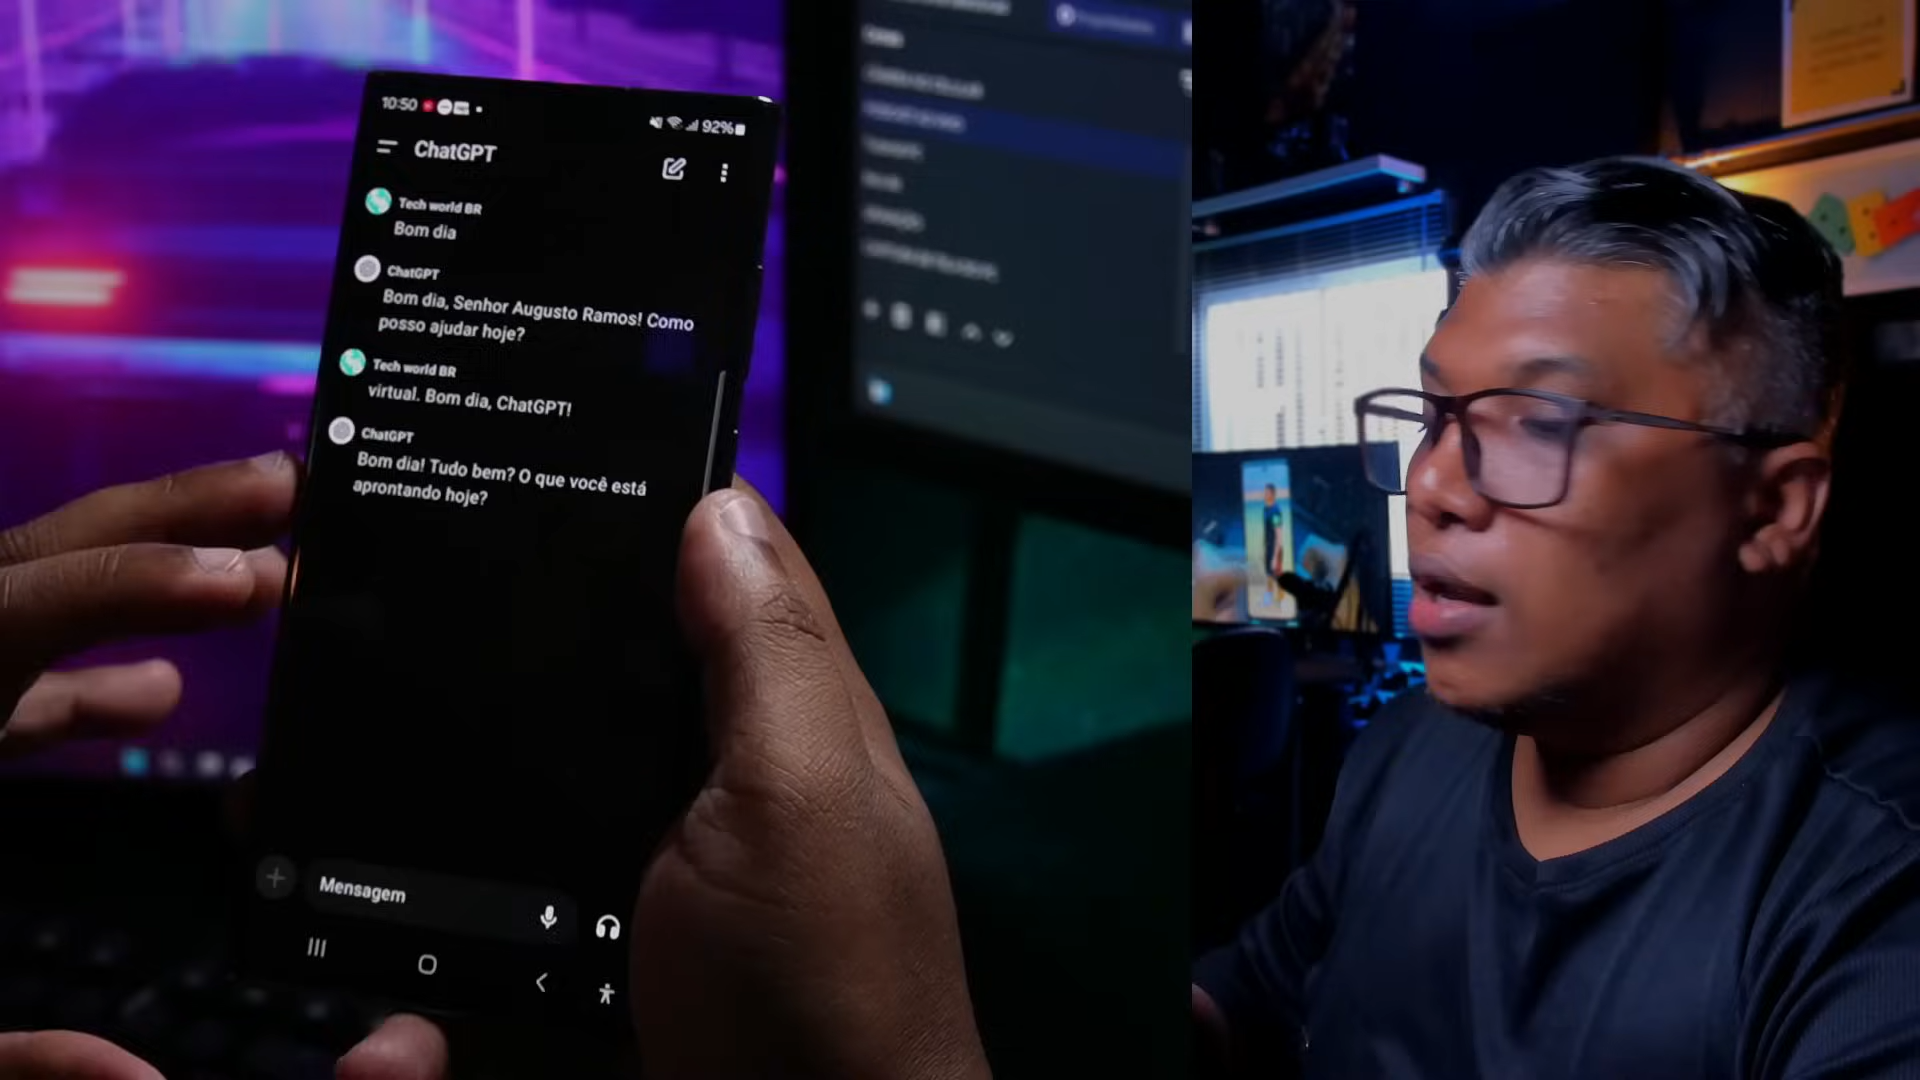 10:50
92%
ChatGPT
Tech world BR
Bom dia
ChatGPT
Bom dia, Senhor Augusto Ramos! Como
posso ajudar hoje?
Tech world BR
virtual. Bom dia, ChatGPT!
ChatGPT
Bom dia! Tudo bem? O que você está
aprontando hoje?
Mensagem